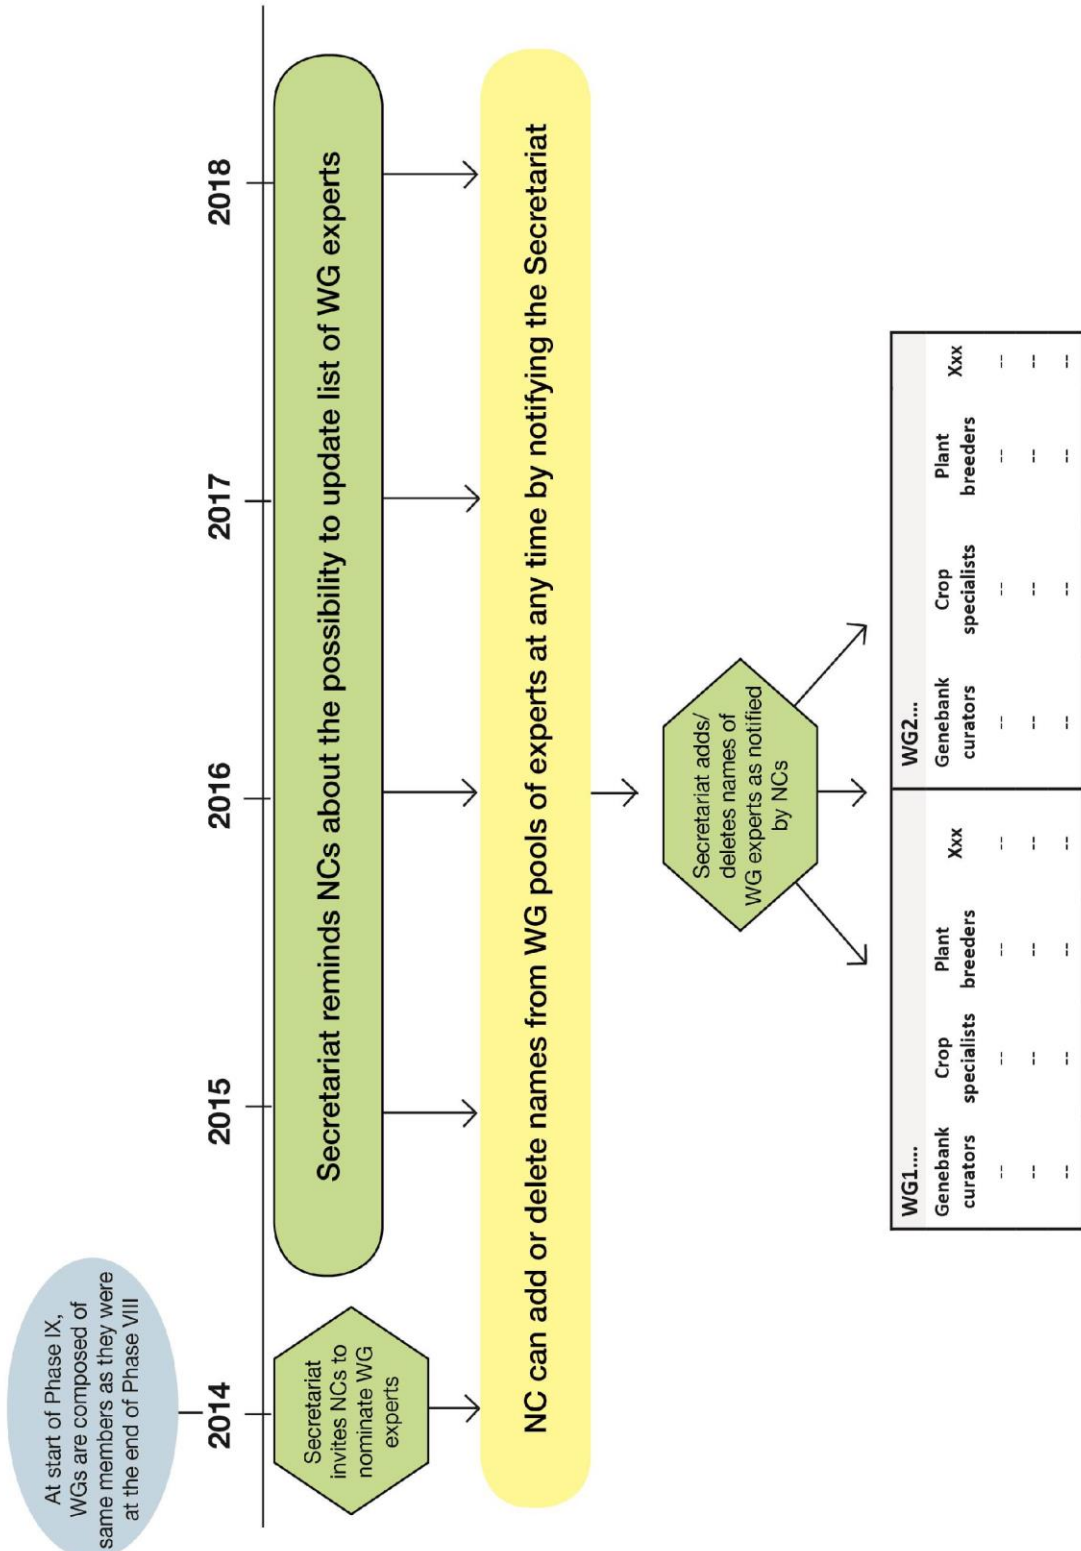 At start of Phase IX,
WGs are composed of
same members as they were
at the end of Phase VIII
2014
2015
2016
2017
2018
Secretariat
invites NCs to
nominate WG
experts
Secretariat reminds NCs about the possibility to update list of WG experts
NC can add or delete names from WG pools of experts at any time by notifying the Secretariat
Secretariat adds/
deletes names of
WG experts as notified
by NCs
WG1....
Genebank
curators
Crop
specialists
Plant
breeders
Xxx
-- -- -- --
-- -- -- --
-- -- -- --
WG2...
Genebank
curators
Crop
specialists
Plant
breeders
Xxx
-- -- -- --
-- -- -- --
-- -- -- --